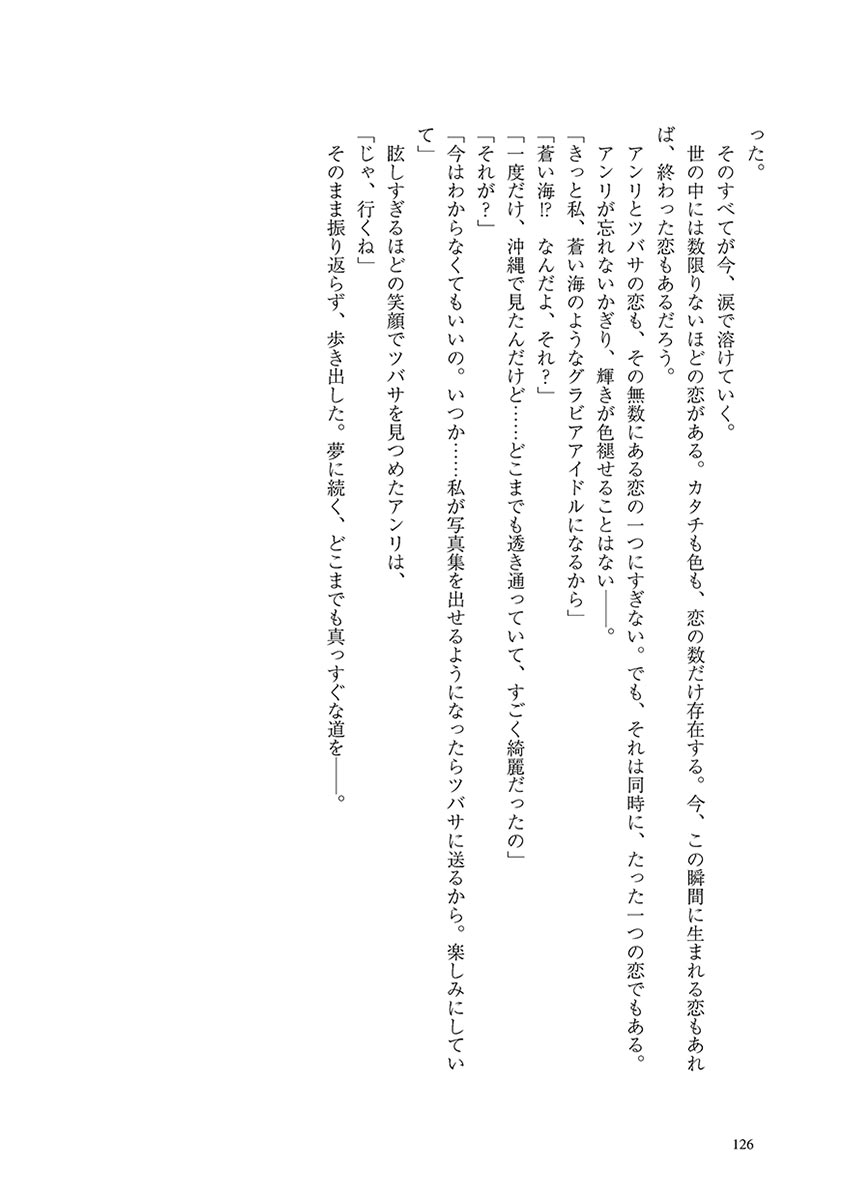 った。
　そのすべてが今、涙で溶けていく。
　世の中には数限りないほどの恋がある。カタチも色も、恋の数だけ存在する。今、この瞬間に生まれる恋もあれ
ば、終わった恋もあるだろう。
　アンリとツバサの恋も、その無数にある恋の一つにすぎない。でも、それは同時に、たった一つの恋でもある。
　アンリが忘れないかぎり、輝きが色褪せることはない――。
「きっと私、蒼い海のようなグラビアアイドルになるから」
「蒼い海⁉　なんだよ、それ？」
「一度だけ、沖縄で見たんだけど……どこまでも透き通っていて、すごく綺麗だったの」
「それが？」
「今はわからなくてもいいの。いつか……私が写真集を出せるようになったらツバサに送るから。楽しみにしてい
て」
　眩しすぎるほどの笑顔でツバサを見つめたアンリは、
「じゃ、行くね」
　そのまま振り返らず、歩き出した。夢に続く、どこまでも真っすぐな道を――。
126